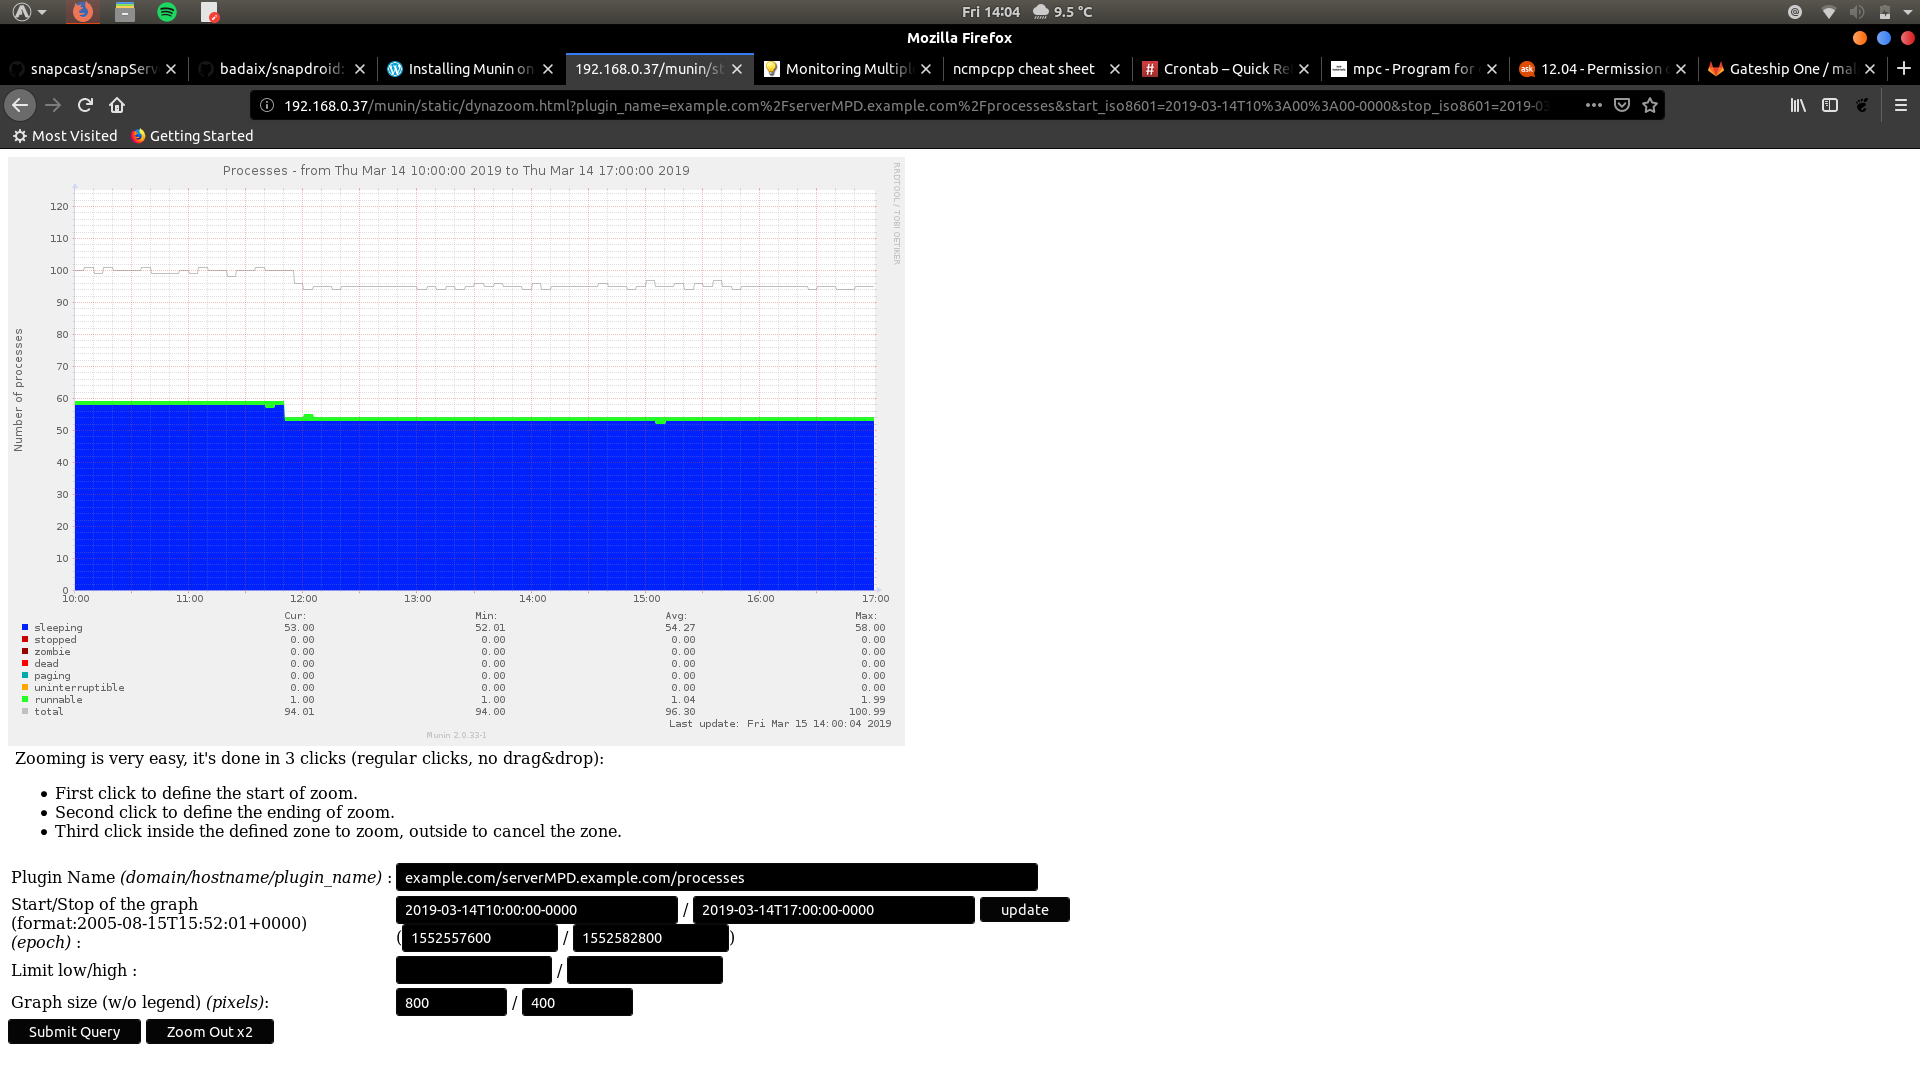 Fri 14:04 9.5 °C
Mozilla Firefox
snapcast/snapServ badaix/snapdroid: Installing Munin on 192.168.0.37/munin/st Monitoring Multipl ncmpcpp cheat sheet # Crontab – Quick Re mpc - Program for ask 12.04 - Permission Gateship One / mal
192.168.0.37/munin/static/dynazoom.html?plugin_name=example.com%2FserverMPD.example.com%2Fprocesses&start_iso8601=2019-03-14T10%3A00%3A00-0000&stop_iso8601=2019-03
Most Visited Getting Started
Processes - from Thu Mar 14 10:00:00 2019 to Thu Mar 14 17:00:00 2019
RRDTOOL / TOBI OETIKER
Number of processes
120
110
100
90
80
70
60
50
40
30
20
10
0
10:00 11:00 12:00 13:00 14:00 15:00 16:00 17:00
Cur: Min: Avg: Max:
sleeping 53.00 52.01 54.27 58.00
stopped 0.00 0.00 0.00 0.00
zombie 0.00 0.00 0.00 0.00
dead 0.00 0.00 0.00 0.00
paging 0.00 0.00 0.00 0.00
uninterruptible 0.00 0.00 0.00 0.00
runnable 1.00 1.00 1.04 1.99
total 94.01 94.00 96.30 100.99
Last update: Fri Mar 15 14:00:04 2019
Munin 2.0.33-1
Zooming is very easy, it's done in 3 clicks (regular clicks, no drag&drop):
• First click to define the start of zoom.
• Second click to define the ending of zoom.
• Third click inside the defined zone to zoom, outside to cancel the zone.
Plugin Name (domain/hostname/plugin_name) : example.com/serverMPD.example.com/processes
Start/Stop of the graph
(format:2005-08-15T15:52:01+0000)
(epoch) :
2019-03-14T10:00:00-0000 / 2019-03-14T17:00:00-0000 update
(1552557600 / 1552582800)
Limit low/high : /
Graph size (w/o legend) (pixels): 800 / 400
Submit Query Zoom Out x2